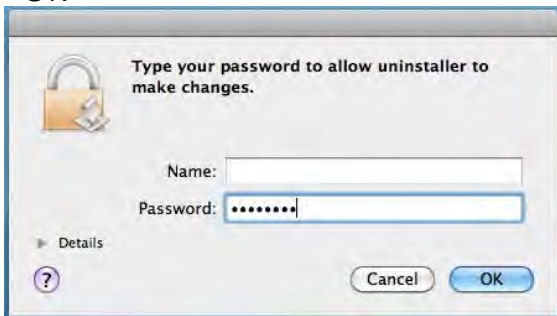 Type your password to allow uninstaller to
make changes.
Name:
Password: ••••••••
Details
? Cancel OK